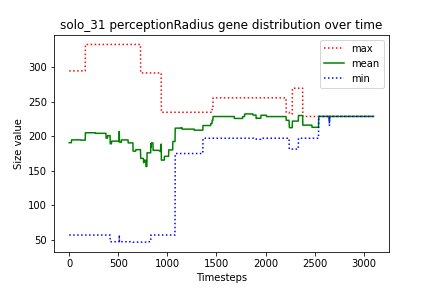 solo_31 perceptionRadius gene distribution over time
max
mean
min
Size value
300
250
200
150
100
50
0
500
1000
1500
2000
2500
3000
Timesteps